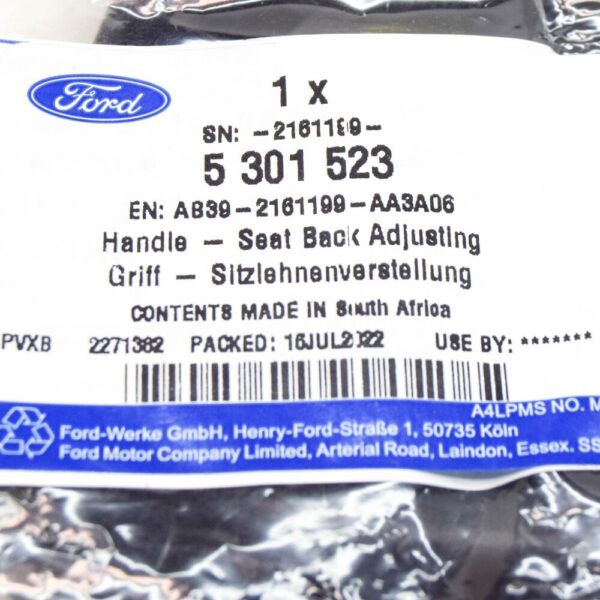 Ford
1 x
SN: -2161199-
5 301 523
EN: AB39-2161199-AA3A06
Handle - Seat Back Adjusting
Griff - Sitzlehnenverstellung
CONTENTS MADE IN South Africa
PVXB 2271382 PACKED: 16JUL2022 USE BY: *******
A4LPMS NO. M
Ford-Werke GmbH, Henry-Ford-Straße 1, 50735 Köln
Ford Motor Company Limited, Arterial Road, Laindon, Essex. SS